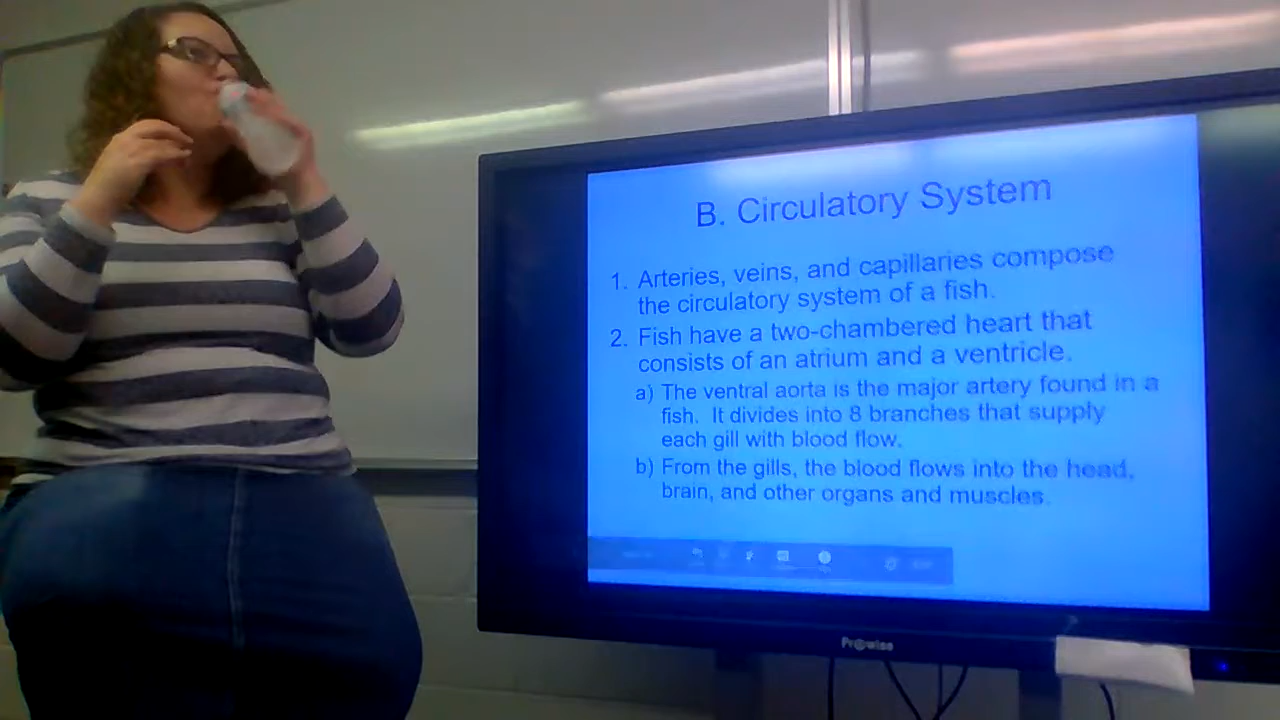 B. Circulatory System
1. Arteries, veins, and capillaries compose
the circulatory system of a fish.
2. Fish have a two-chambered heart that
consists of an atrium and a ventricle.
a) The ventral aorta is the major artery found in a
fish. It divides into 8 branches that supply
each gill with blood flow.
b) From the gills, the blood flows into the head,
brain, and other organs and muscles.
Prowise